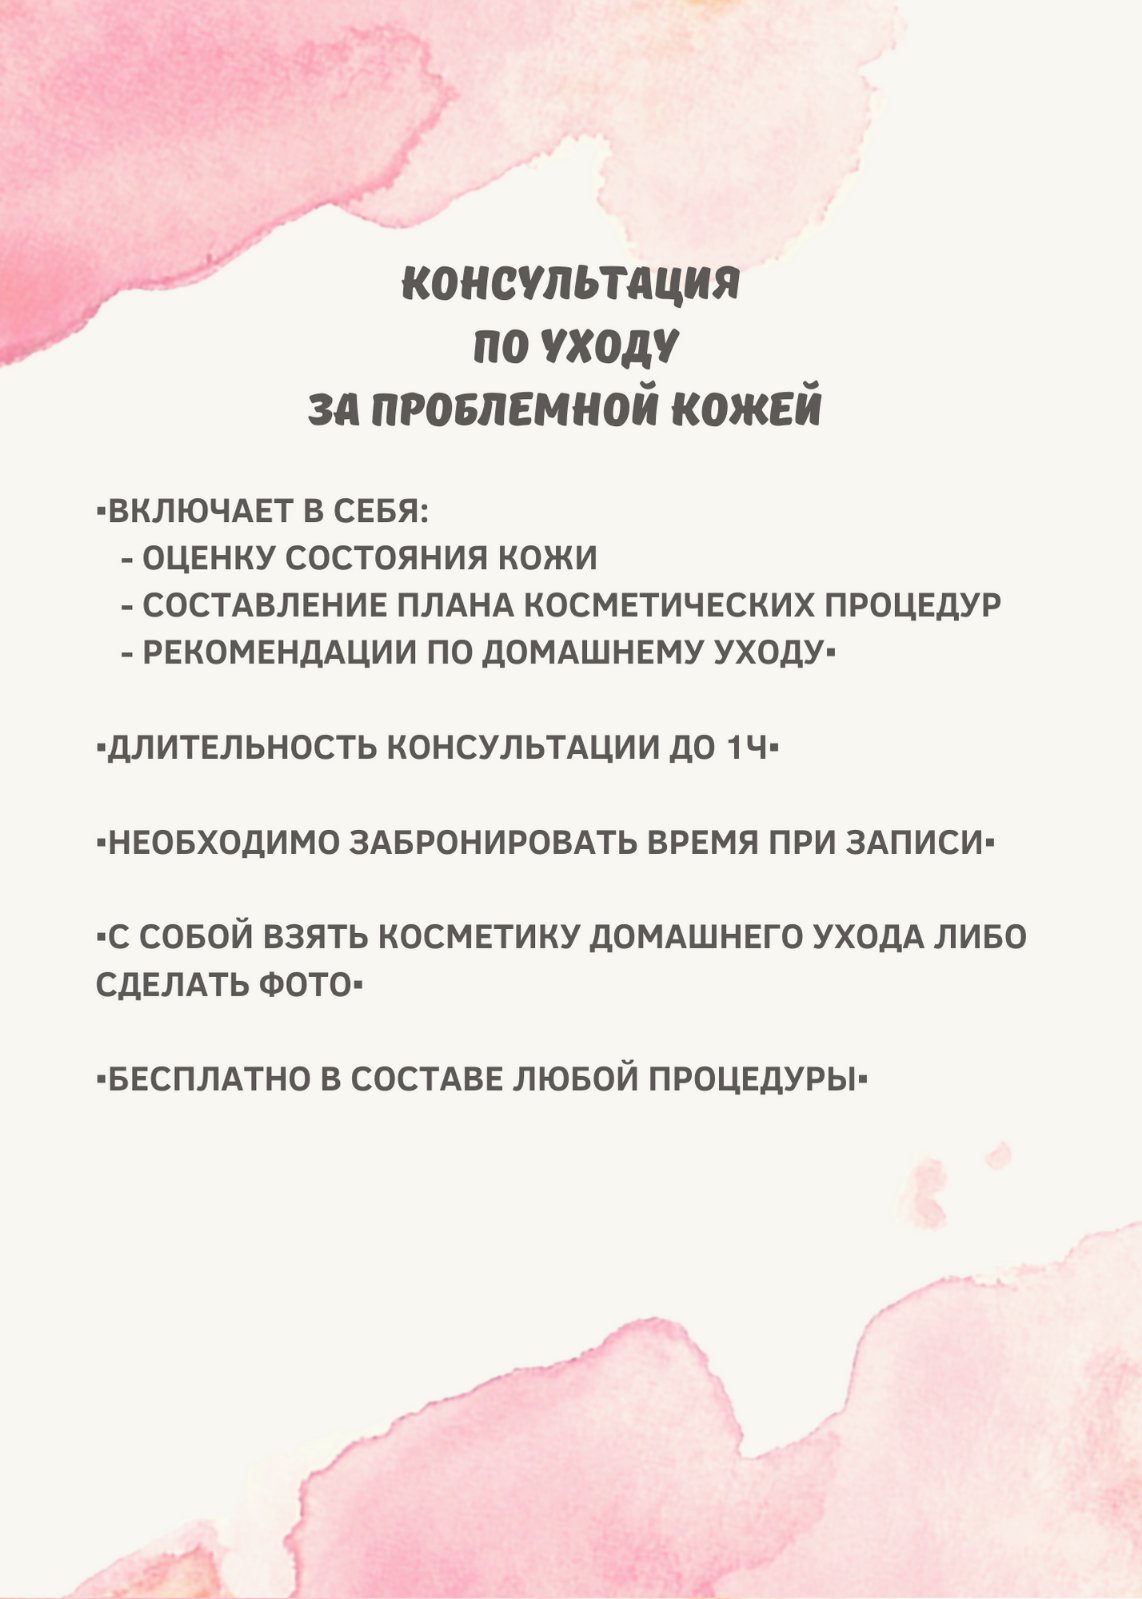 КОНСУЛЬТАЦИЯ
ПО УХОДУ
ЗА ПРОБЛЕМНОЙ КОЖЕЙ
▪ВКЛЮЧАЕТ В СЕБЯ:
- ОЦЕНКУ СОСТОЯНИЯ КОЖИ
- СОСТАВЛЕНИЕ ПЛАНА КОСМЕТИЧЕСКИХ ПРОЦЕДУР
- РЕКОМЕНДАЦИИ ПО ДОМАШНЕМУ УХОДУ▪
▪ДЛИТЕЛЬНОСТЬ КОНСУЛЬТАЦИИ ДО 1Ч▪
▪НЕОБХОДИМО ЗАБРОНИРОВАТЬ ВРЕМЯ ПРИ ЗАПИСИ▪
▪С СОБОЙ ВЗЯТЬ КОСМЕТИКУ ДОМАШНЕГО УХОДА ЛИБО
СДЕЛАТЬ ФОТО▪
▪БЕСПЛАТНО В СОСТАВЕ ЛЮБОЙ ПРОЦЕДУРЫ▪